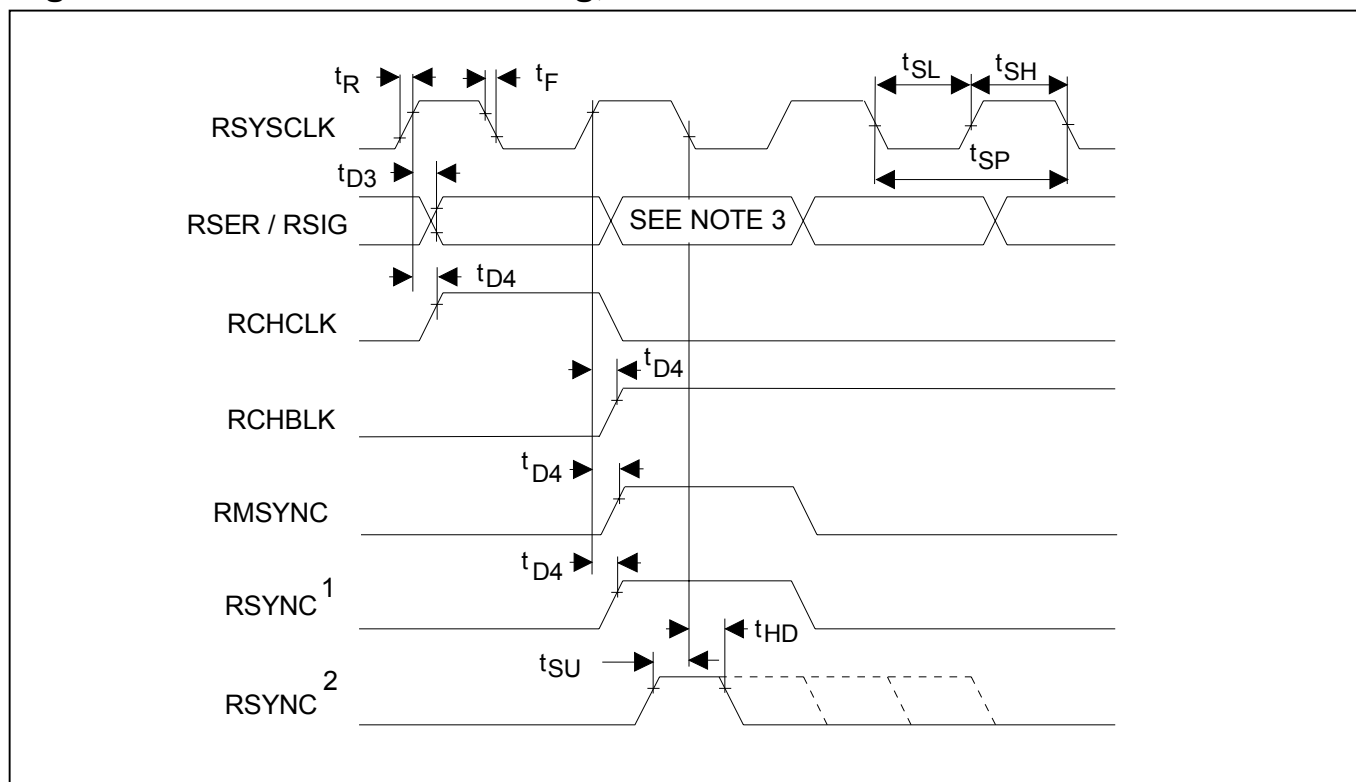 tR
tF
tSL
tSH
RSYSCLK
tSP
tD3
RSER / RSIG
SEE NOTE 3
tD4
RCHCLK
tD4
RCHBLK
tD4
RMSYNC
tD4
RSYNC 1
tHD
tSU
RSYNC 2